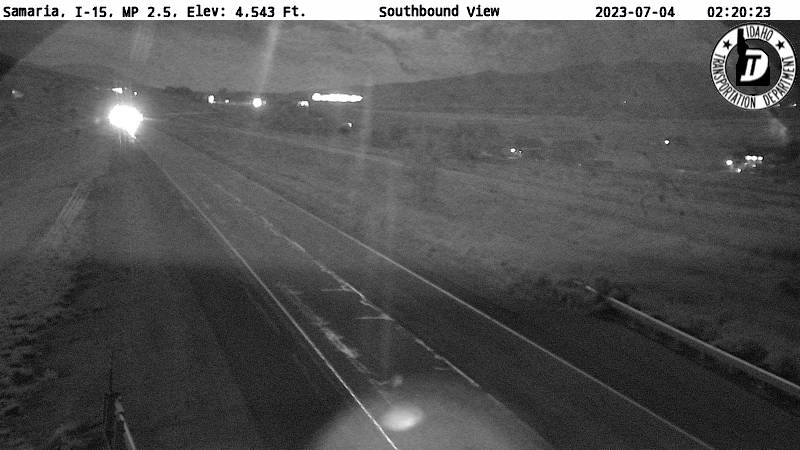 Samaria, I-15, MP 2.5, Elev: 4,543 Ft. Southbound View 2023-07-04 02:20:23
IDAHO
TRANSPORTATION DEPARTMENT